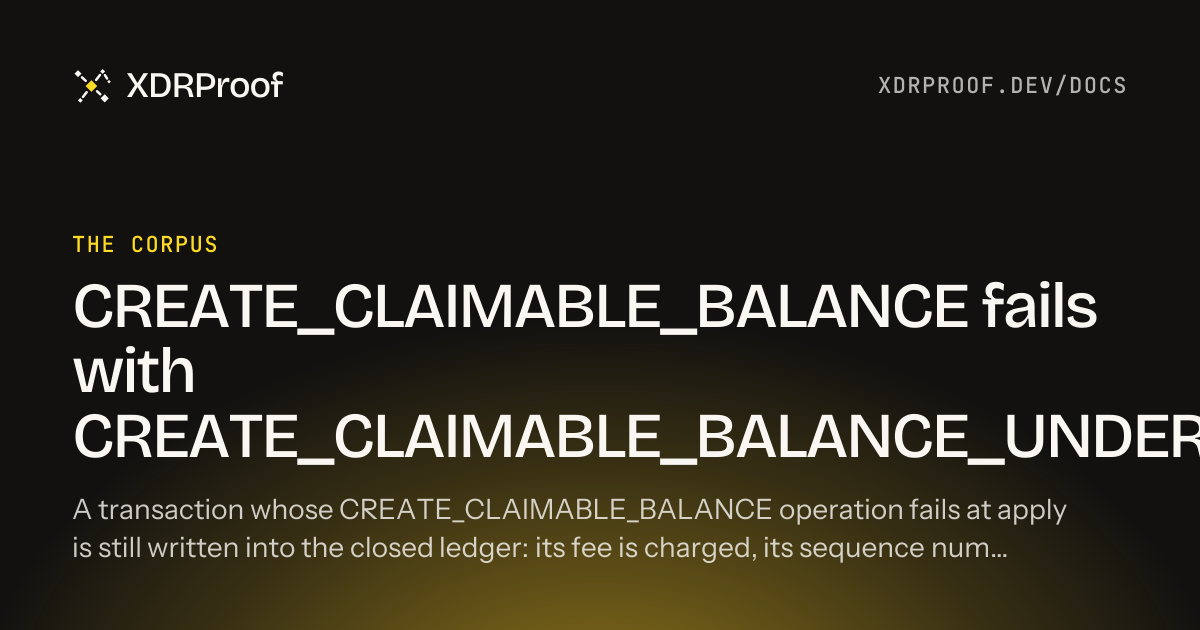 XDRProof
XDRPROOF.DEV/DOCS
THE CORPUS
CREATE_CLAIMABLE_BALANCE fails
with
CREATE_CLAIMABLE_BALANCE_UNDER
A transaction whose CREATE_CLAIMABLE_BALANCE operation fails at apply
is still written into the closed ledger: its fee is charged, its sequence num...